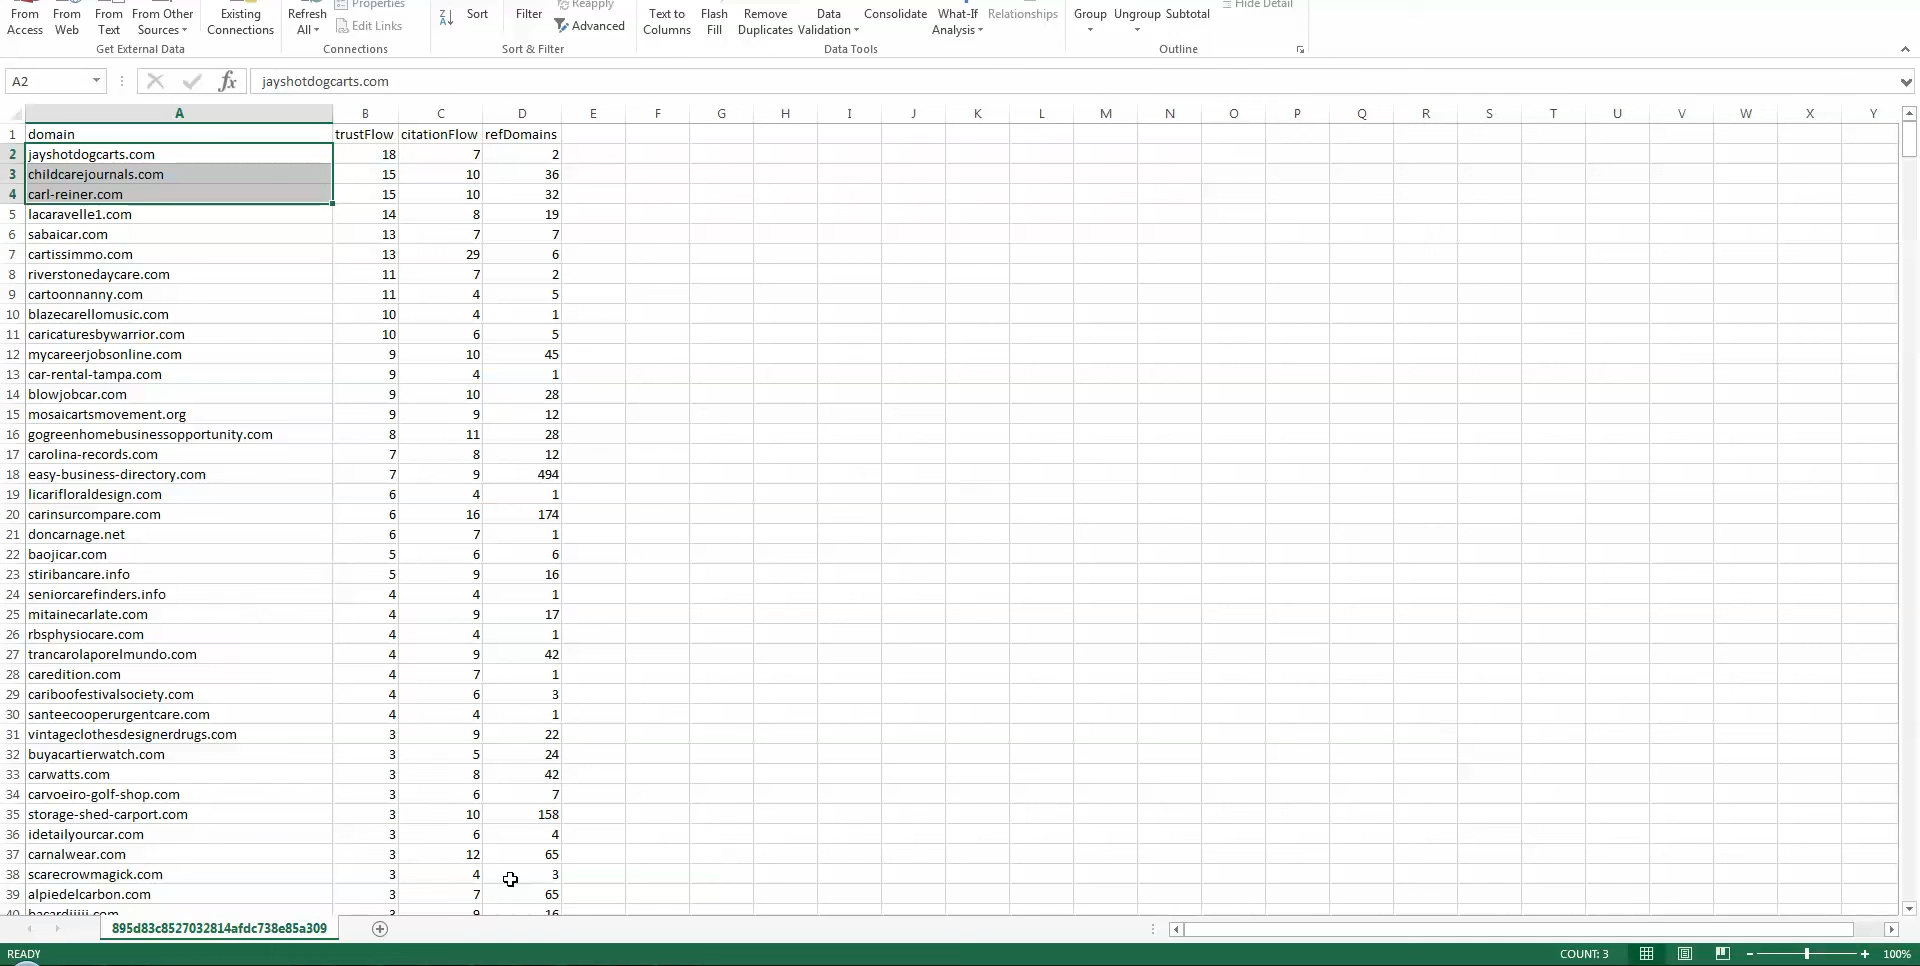 From Access From Web From Text From Other Sources Existing Connections Refresh All Properties Edit Links Sort Filter Reapply Advanced Text to Columns Flash Fill Remove Duplicates Data Validation Consolidate What-If Analysis Relationships Group Ungroup Subtotal Hide Detail
Get External Data Connections Sort & Filter Data Tools Outline
A2 fx jayshotdogcarts.com
A B C D E F G H I J K L M N O P Q R S T U V W X Y
1 domain trustFlow citationFlow refDomains
2 jayshotdogcarts.com 18 7 2
3 childcarejournals.com 15 10 36
4 carl-reiner.com 15 10 32
5 lacaravelle1.com 14 8 19
6 sabaicar.com 13 7 7
7 cartissimmo.com 13 29 6
8 riverstonedaycare.com 11 7 2
9 cartoonnanny.com 11 4 5
10 blazecarellomusic.com 10 4 1
11 caricaturesbywarrior.com 10 6 5
12 mycareerjobsonline.com 9 10 45
13 car-rental-tampa.com 9 4 1
14 blowjobcar.com 9 10 28
15 mosaicartsmovement.org 9 9 12
16 gogreenhomebusinessopportunity.com 8 11 28
17 carolina-records.com 7 8 12
18 easy-business-directory.com 7 9 494
19 licarifloraldesign.com 6 4 1
20 carinsurcompare.com 6 16 174
21 doncarnage.net 6 7 1
22 baojicar.com 5 6 6
23 stiribancare.info 5 9 16
24 seniorcarefinders.info 4 4 1
25 mitainecarlate.com 4 9 17
26 rbsphysiocare.com 4 4 1
27 trancarolaporelmundo.com 4 9 42
28 caredition.com 4 7 1
29 cariboofestivalsociety.com 4 6 3
30 santeecooperurgentcare.com 4 4 1
31 vintageclothesdesignerdrugs.com 3 9 22
32 buyacartierwatch.com 3 5 24
33 carwatts.com 3 8 42
34 carvoeiro-golf-shop.com 3 6 7
35 storage-shed-carport.com 3 10 158
36 idetailyourcar.com 3 6 4
37 carnalwear.com 3 12 65
38 scarecrowmagick.com 3 4 3
39 alpiedelcarbon.com 3 7 65
40 3 9 16
895d83c8527032814afdc738e85a309
READY COUNT: 3 100%